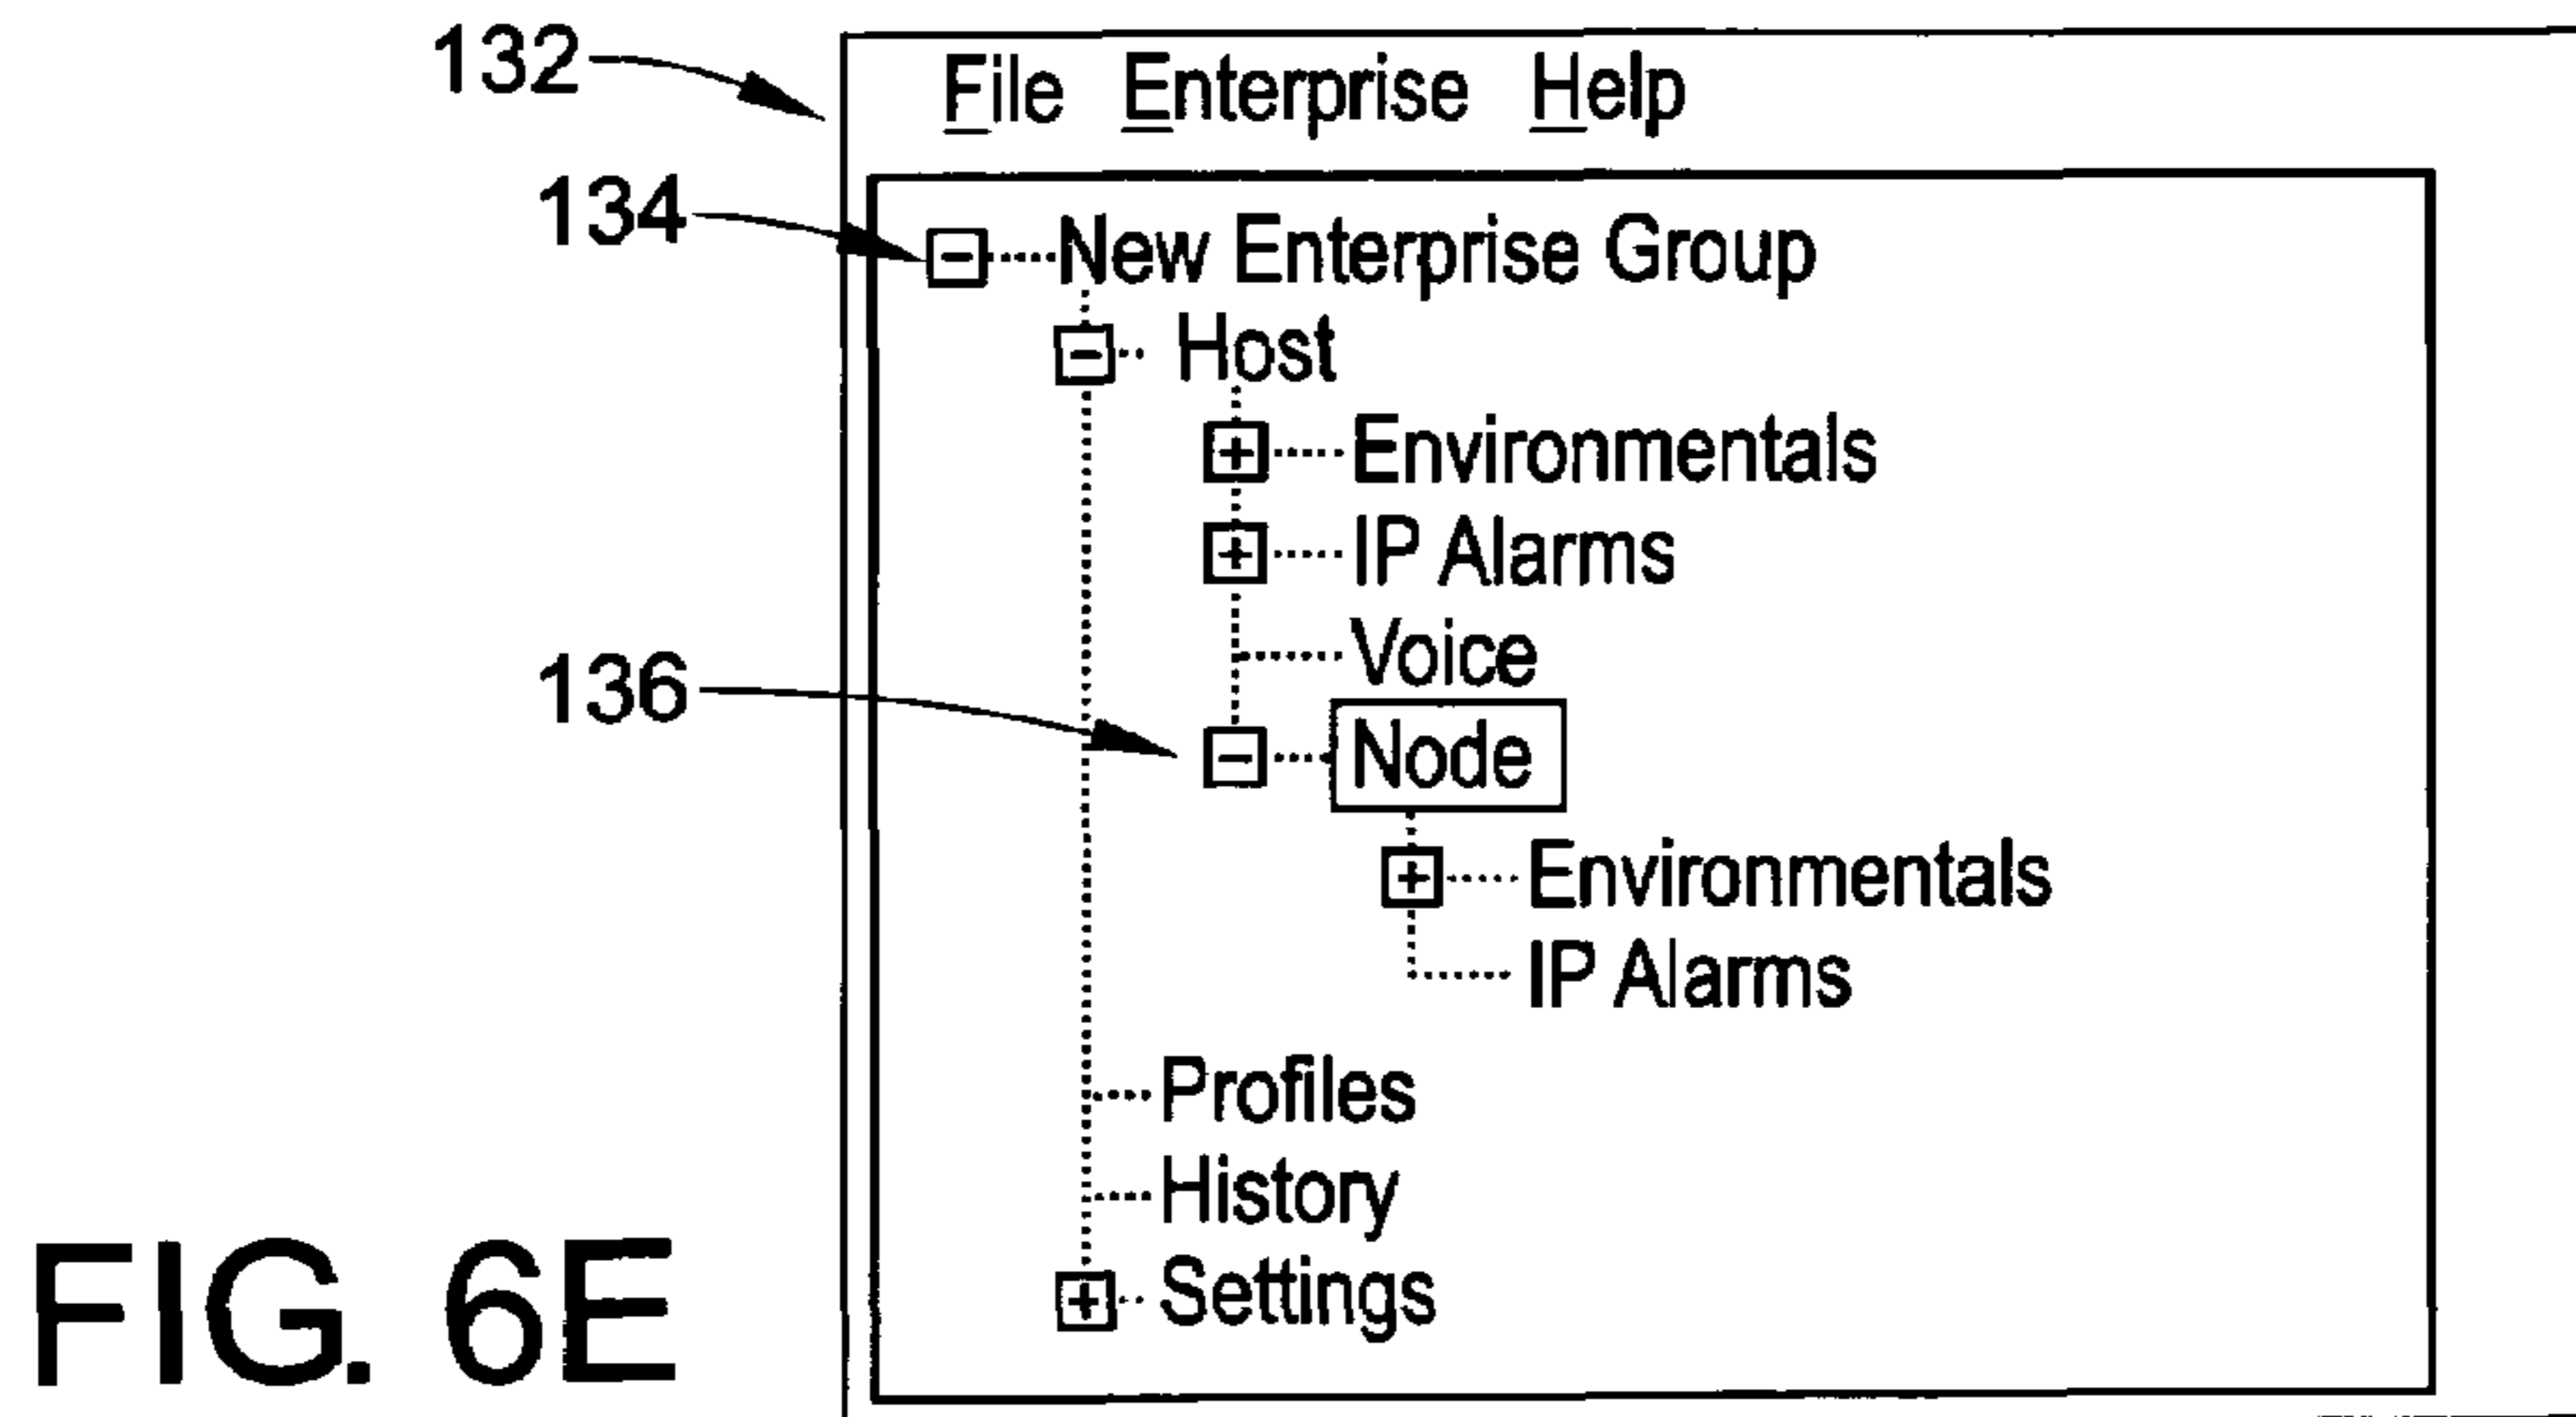 132
File Enterprise Help
134
New Enterprise Group
Host
Environmentals
IP Alarms
Voice
136
Node
Environmentals
IP Alarms
Profiles
History
Settings
FIG. 6E